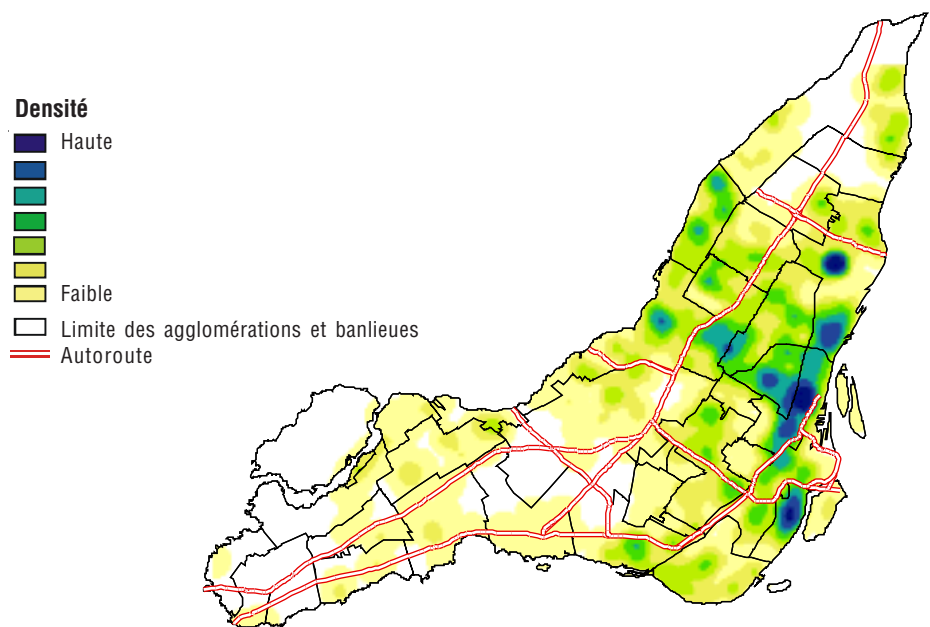 Densité
Haute
Faible
Limite des agglomérations et banlieues
Autoroute